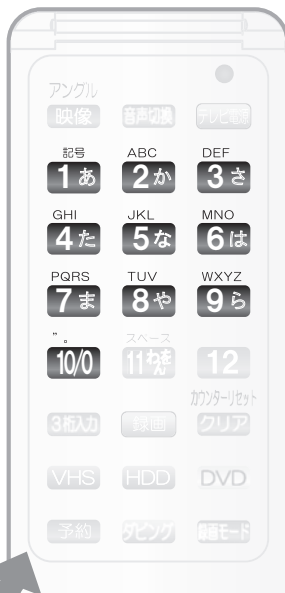 アングル
映像 音声切換 テレビ電源
記号 ABC DEF
1あ 2か 3さ
GHI JKL MNO
4た 5な 6は
PQRS TUV WXYZ
7ま 8や 9ら
"。 スペース
10/0 11わをん 12
カウンターリセット
3桁入力 録画 クリア
VHS HDD DVD
予約 ダビング 録画モード